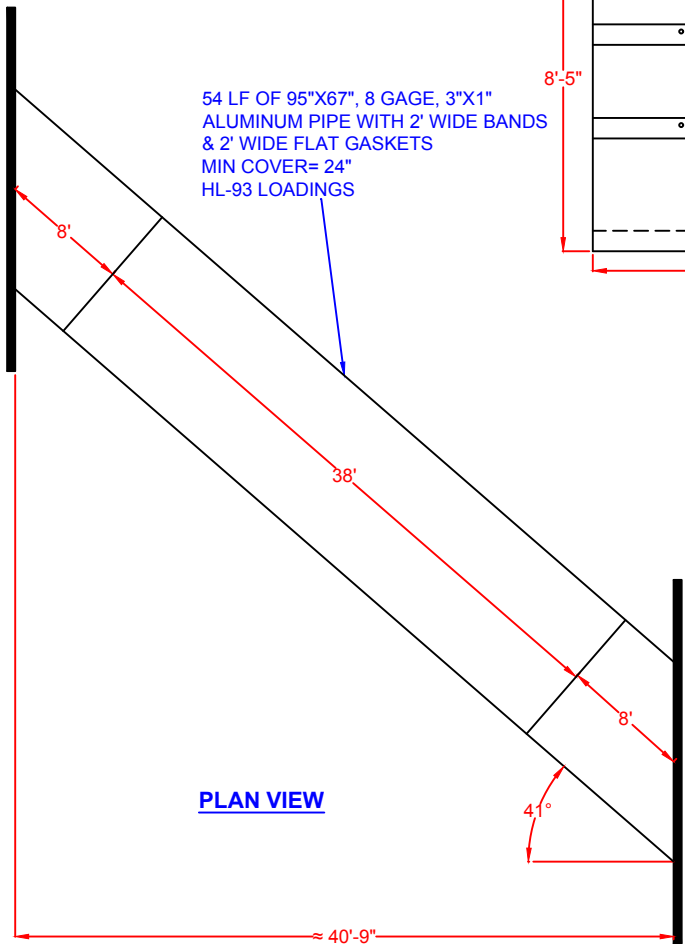 8'-5"
54 LF OF 95"X67", 8 GAGE, 3"X1"
ALUMINUM PIPE WITH 2' WIDE BANDS
& 2' WIDE FLAT GASKETS
MIN COVER= 24"
HL-93 LOADINGS
8'
38'
8'
PLAN VIEW
41°
≈ 40'-9"